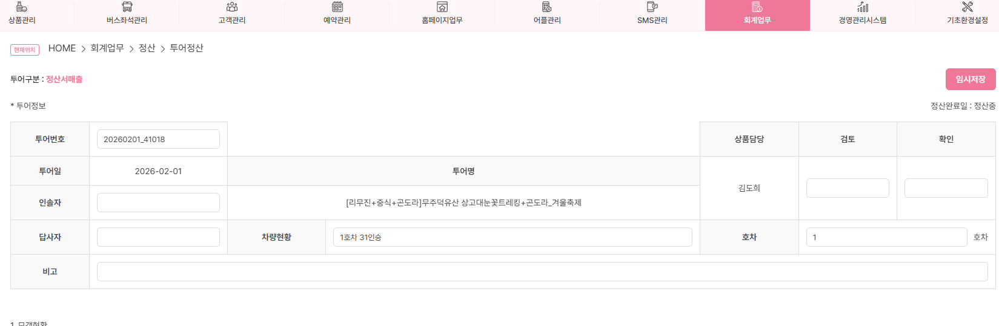 상품관리 버스좌석관리 고객관리 예약관리 홈페이지업무 어플관리 SMS관리 회계업무 경영관리시스템 기초환경설정
현재위치 HOME > 회계업무 > 정산 > 투어정산
투어구분 : 정산서매출 임시저장
* 투어정보 정산완료일 : 정산중
투어번호 20260201_41018 상품담당 검토 확인
투어일 2026-02-01 투어명
김도희
인솔자 [리무진+중식+곤도라]무주덕유산 상고대눈꽃트레킹+곤도라_겨울축제
답사자 차량현황 1호차 31인승 호차 1 호차
비고
1. 모객현황